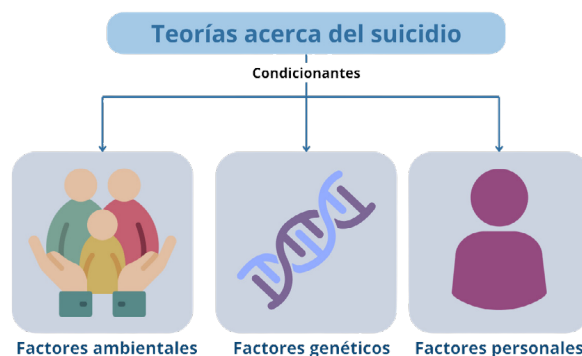 Teorías acerca del suicidio
Condicionantes
Factores ambientales
Factores genéticos
Factores personales